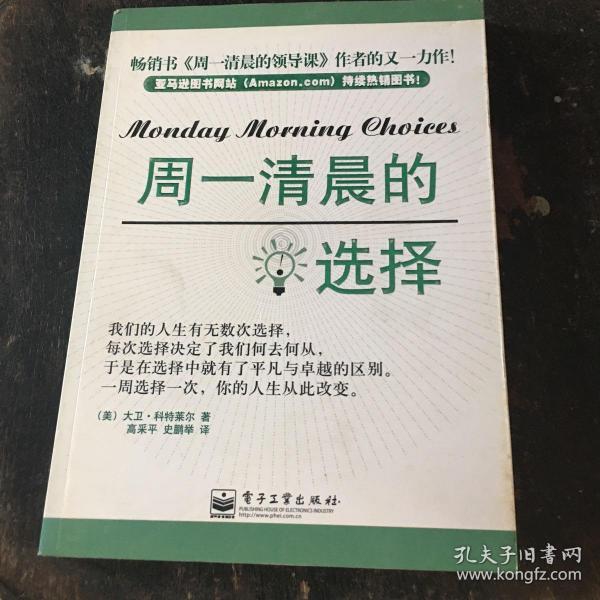 畅销书《周一清晨的领导课》作者的又一力作！
亚马逊图书网站（Amazon.com）持续热销图书！
Monday Morning Choices
周一清晨的
选择
我们的人生有无数次选择，
每次选择决定了我们何去何从，
于是在选择中就有了平凡与卓越的区别。
一周选择一次，你的人生从此改变。
（美）大卫·科特莱尔 著
高采平 史鹏举 译
PHEI
電子工業出版社·
PUBLISHING HOUSE OF ELECTRONICS INDUSTRY
http://www.phei.com.cn
孔夫子旧書网
www.kongfz.com